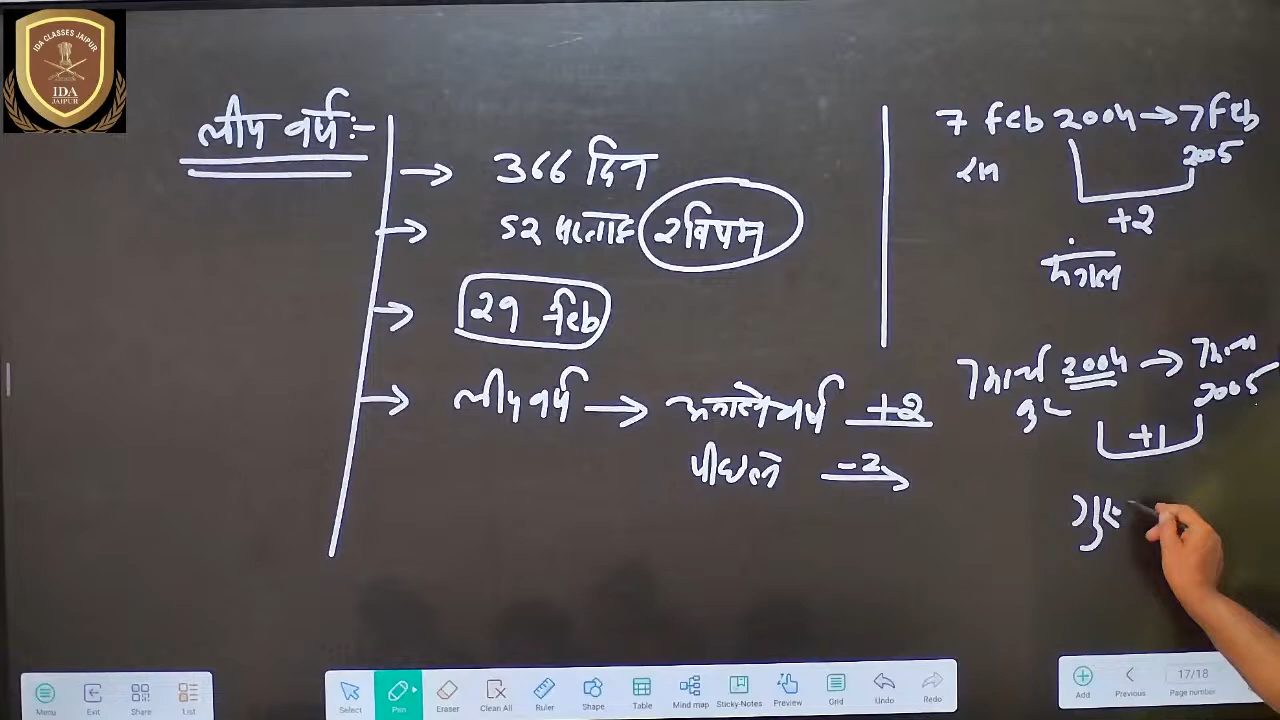 IDA CLASSES JAIPUR
IDA
JAIPUR
लीप वर्ष :-
→ 366 दिन
→ 52 सप्ताह 2 विषम
→ 29 Feb
→ लीप वर्ष → अगले वर्ष +2
पीछले -2 →
7 Feb 2004 → 7 Feb 2005
+2
मंगल
7 मार्च 2004 → 7 मार्च 2005
+1
गुरू
Menu
Exit
Share
List
Select
Pen
Eraser
Clean All
Ruler
Shape
Table
Mind map
Sticky-Notes
Preview
Grid
Undo
Redo
Add
Previous
17/18
Page number